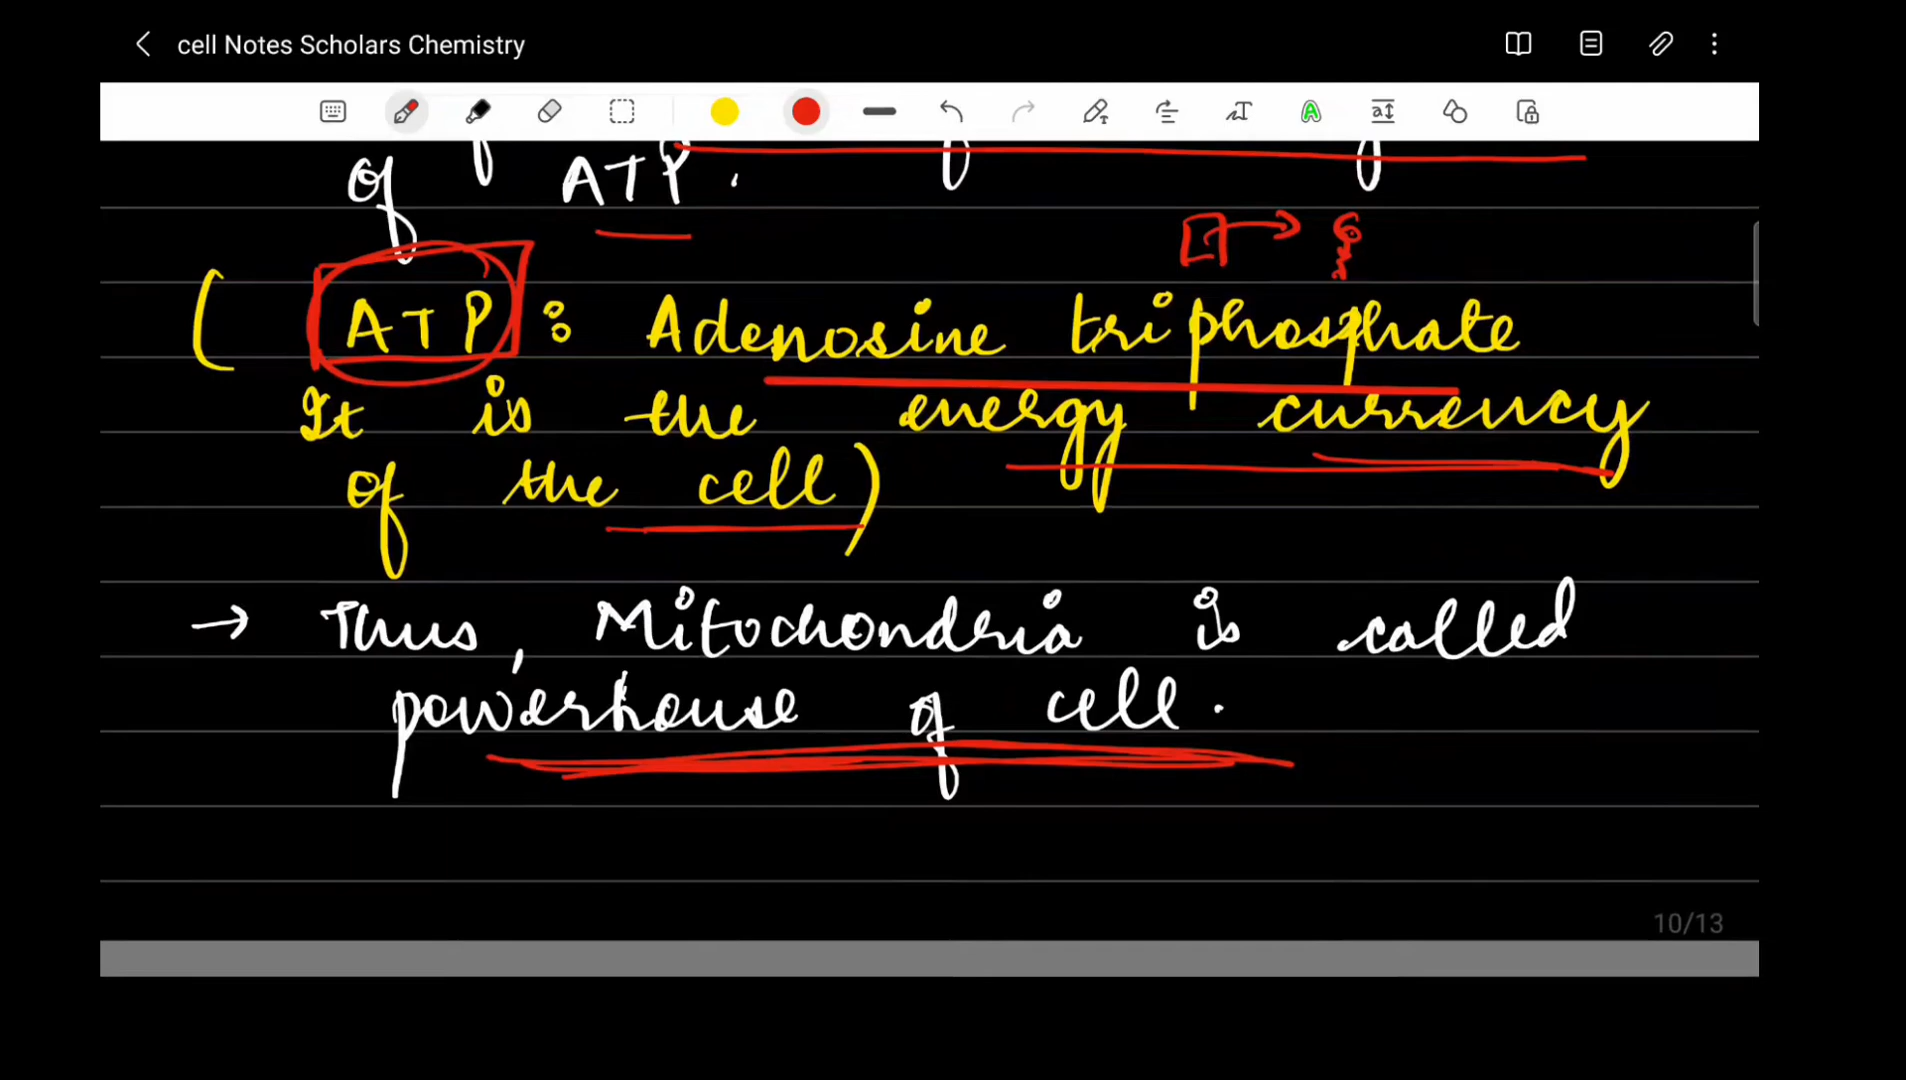 cell Notes Scholars Chemistry
of ATP.
( ATP : Adenosine triphosphate
It is the energy currency
of the cell)
→ Thus, Mitochondria is called
powerhouse of cell.
10/13